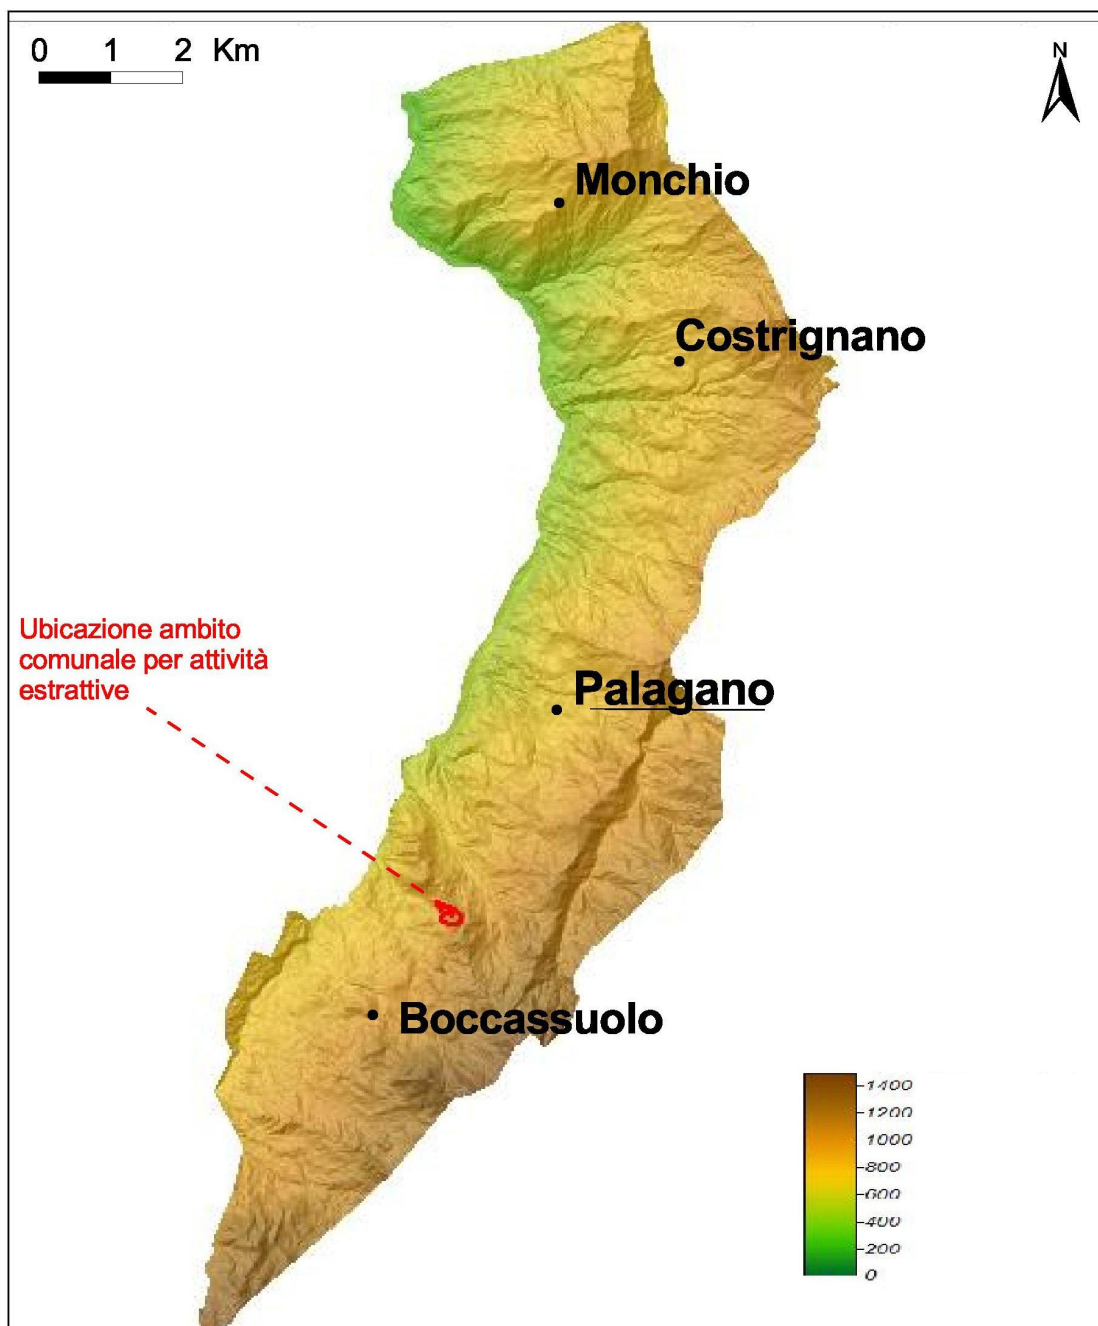 0 1 2 Km
N
Monchio
Costrignano
Ubicazione ambito
comunale per attività
estrattive
Palagano
Boccassuolo
1400
1200
1000
800
600
400
200
0